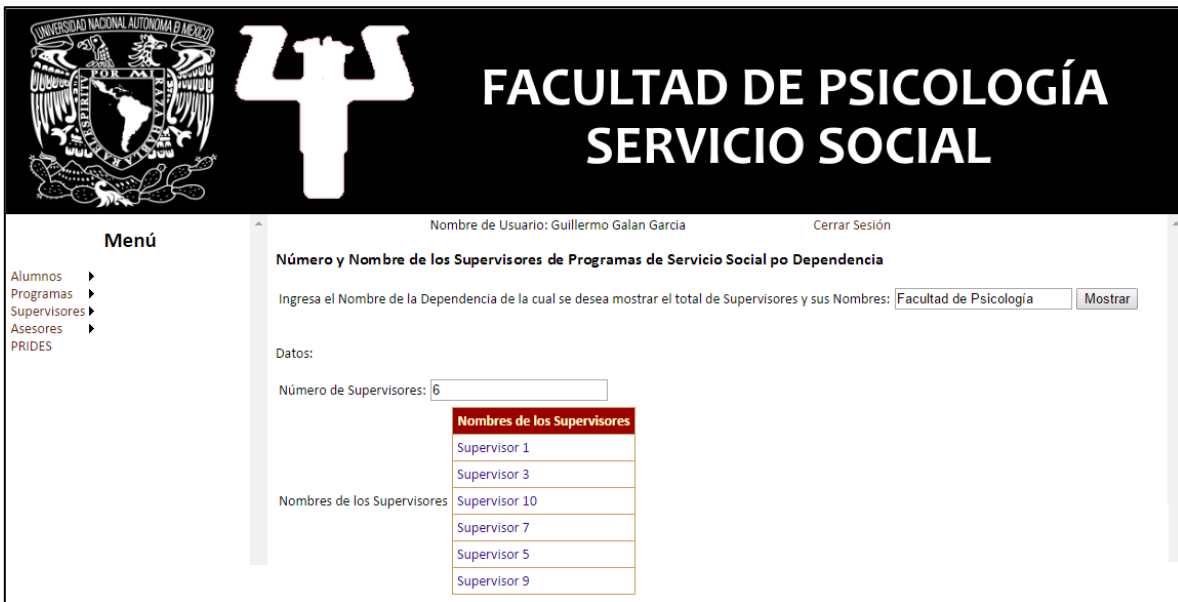 UNIVERSIDAD NACIONAL AUTONOMA Đ MEXICO
POR MI RAZA HABLARA EL ESPIRITU
FACULTAD DE PSICOLOGÍA
SERVICIO SOCIAL
Menú
Alumnos
Programas
Supervisores
Asesores
PRIDES
Nombre de Usuario: Guillermo Galan Garcia Cerrar Sesión
Número y Nombre de los Supervisores de Programas de Servicio Social po Dependencia
Ingresa el Nombre de la Dependencia de la cual se desea mostrar el total de Supervisores y sus Nombres: Facultad de Psicología Mostrar
Datos:
Número de Supervisores: 6
Nombres de los Supervisores
Nombres de los Supervisores
Supervisor 1
Supervisor 3
Supervisor 10
Supervisor 7
Supervisor 5
Supervisor 9